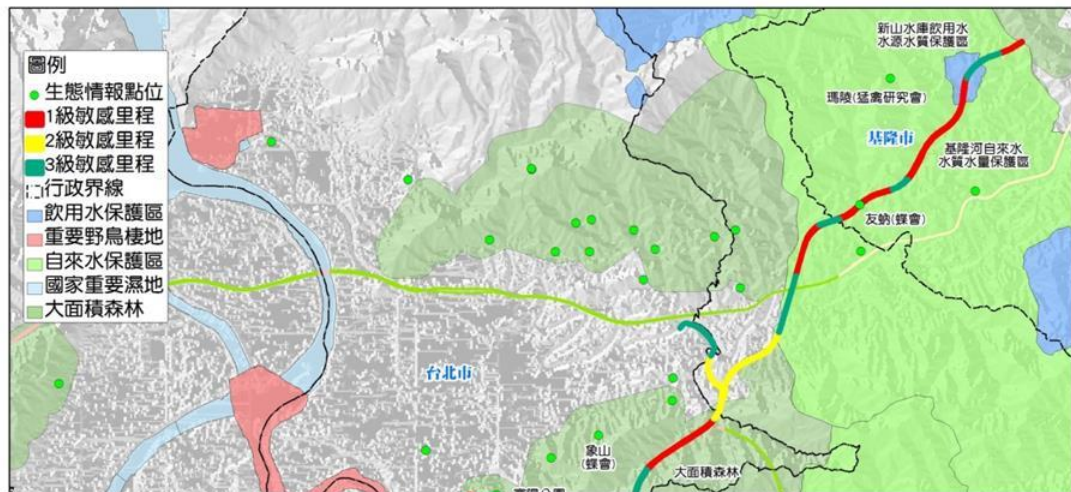 圖例
生態情報點位
1級敏感里程
2級敏感里程
3級敏感里程
行政界線
飲用水保護區
重要野鳥棲地
自來水保護區
國家重要濕地
大面積森林
新山水庫飲用水
水源水質保護區
瑪陵(猛禽研究會)
基隆市
基隆河自來水
水質水量保護區
友蚋(蝶會)
台北市
象山
(蝶會)
大面積森林